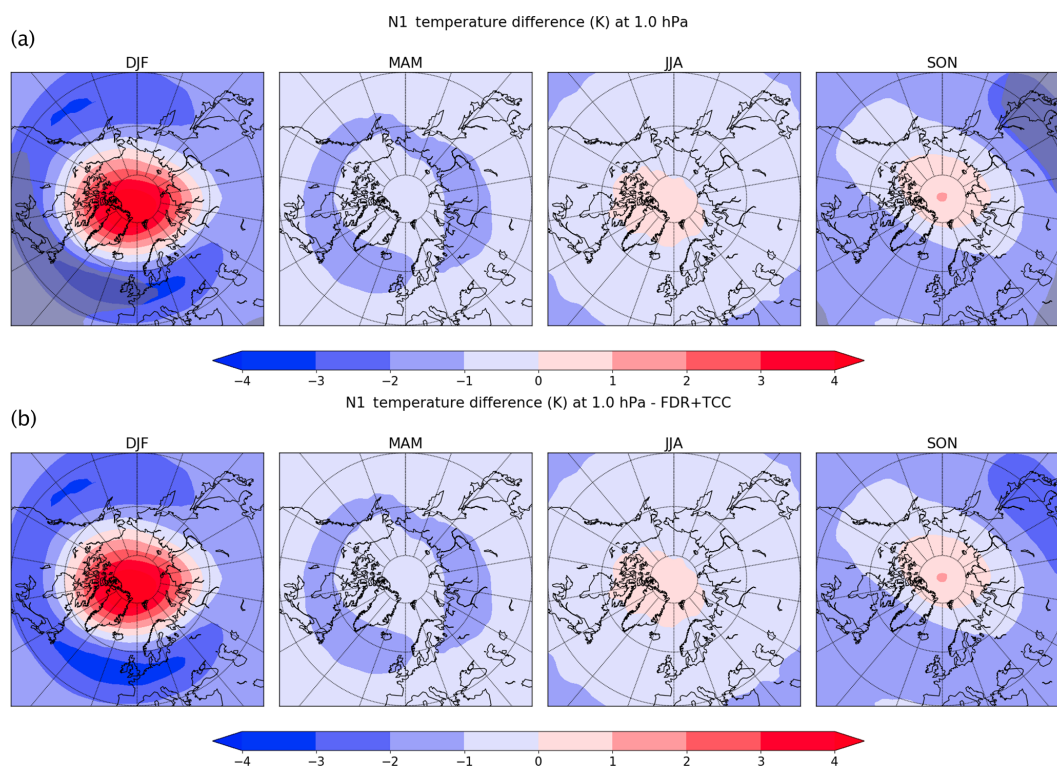 N1 temperature difference (K) at 1.0 hPa
(a)
DJF MAM JJA SON
−4 −3 −2 −1 0 1 2 3 4
N1 temperature difference (K) at 1.0 hPa - FDR+TCC
(b)
DJF MAM JJA SON
−4 −3 −2 −1 0 1 2 3 4